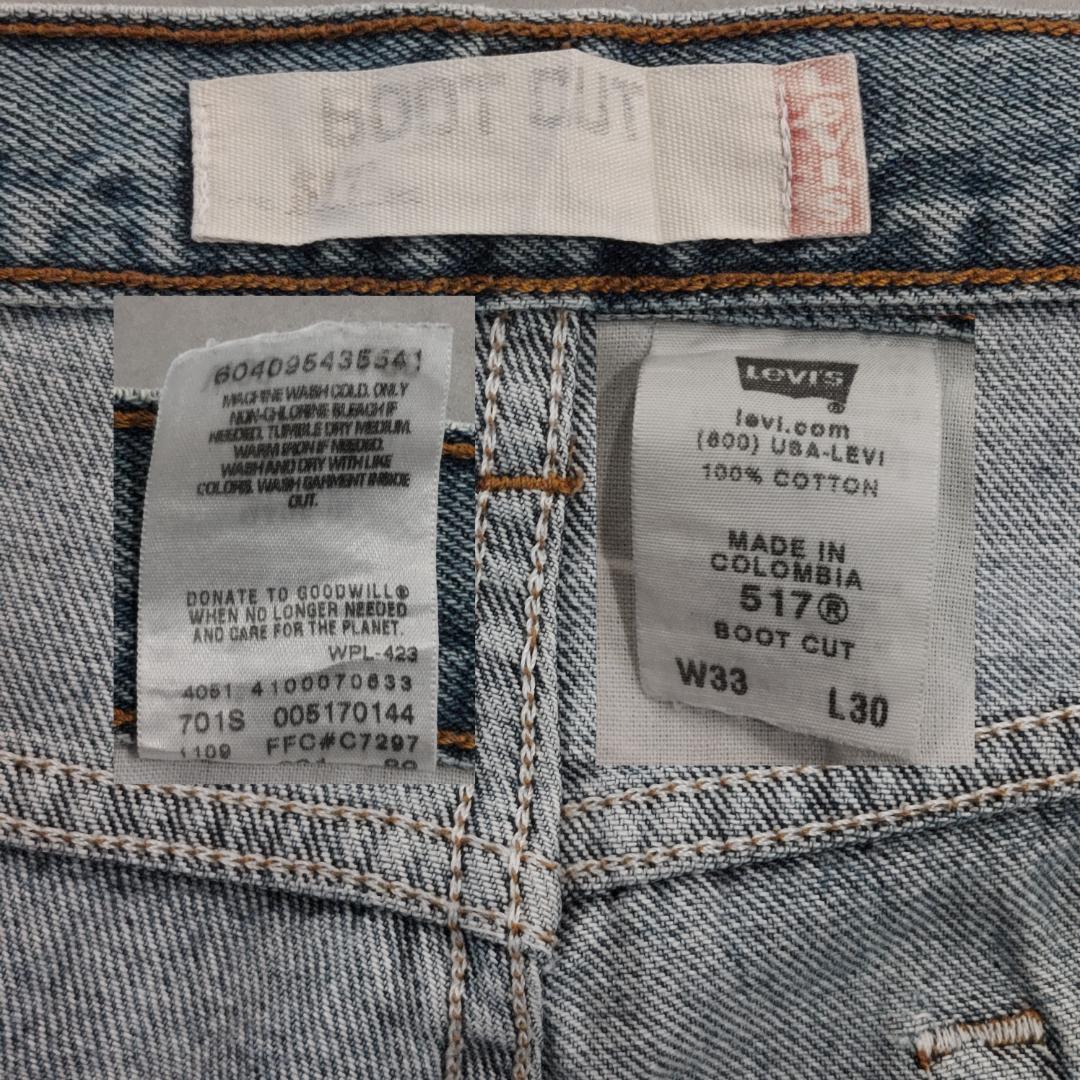 BOOT CUT
LEVI'S
604095435541
MACHINE WASH COLD. ONLY
NON-CHLORINE BLEACH IF
NEEDED. TUMBLE DRY MEDIUM.
WARM IRON IF NEEDED.
WASH AND DRY WITH LIKE
COLORS. WASH GARMENT INSIDE
OUT.
DONATE TO GOODWILL®
WHEN NO LONGER NEEDED
AND CARE FOR THE PLANET.
WPL-423
4051 4100070633
701S 005170144
1109 FFC#C7297
LEVI'S®
levi.com
(800) USA-LEVI
100% COTTON
MADE IN
COLOMBIA
517®
BOOT CUT
W33 L30